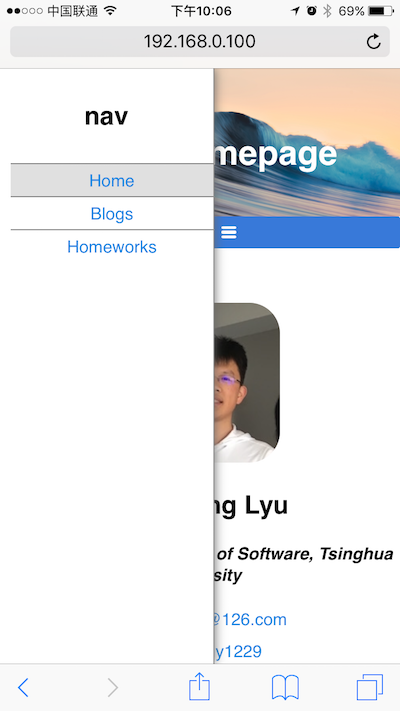 中国联通 下午10:06 69%
192.168.0.100
nav
Home
Blogs
Homeworks
mepage
ng Lyu
of Software, Tsinghua
sity
@126.com
y1229